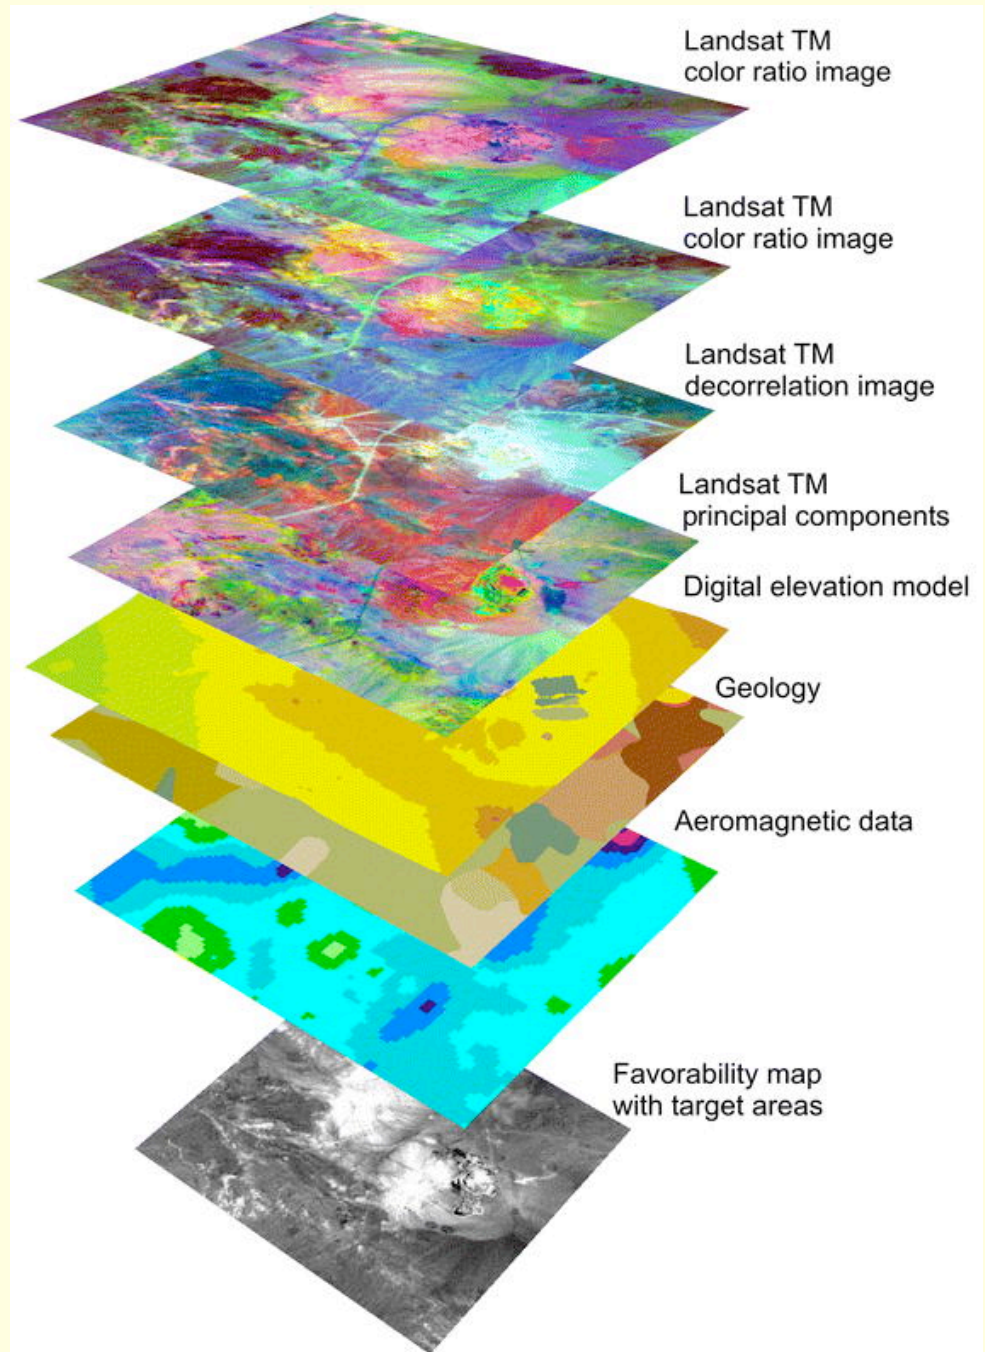 Landsat TM
color ratio image
Landsat TM
color ratio image
Landsat TM
decorrelation image
Landsat TM
principal components
Digital elevation model
Geology
Aeromagnetic data
Favorability map
with target areas